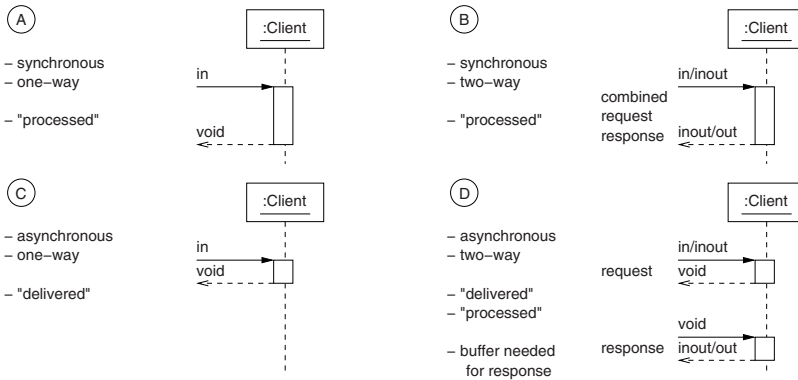 A
:Client
– synchronous
– one–way
in
– "processed"
void
B
:Client
– synchronous
– two–way
in/inout
combined
request
response
– "processed"
inout/out
C
:Client
– asynchronous
– one–way
in
void
– "delivered"
D
:Client
– asynchronous
– two–way
in/inout
request
void
– "delivered"
– "processed"
void
– buffer needed
for response
response
inout/out